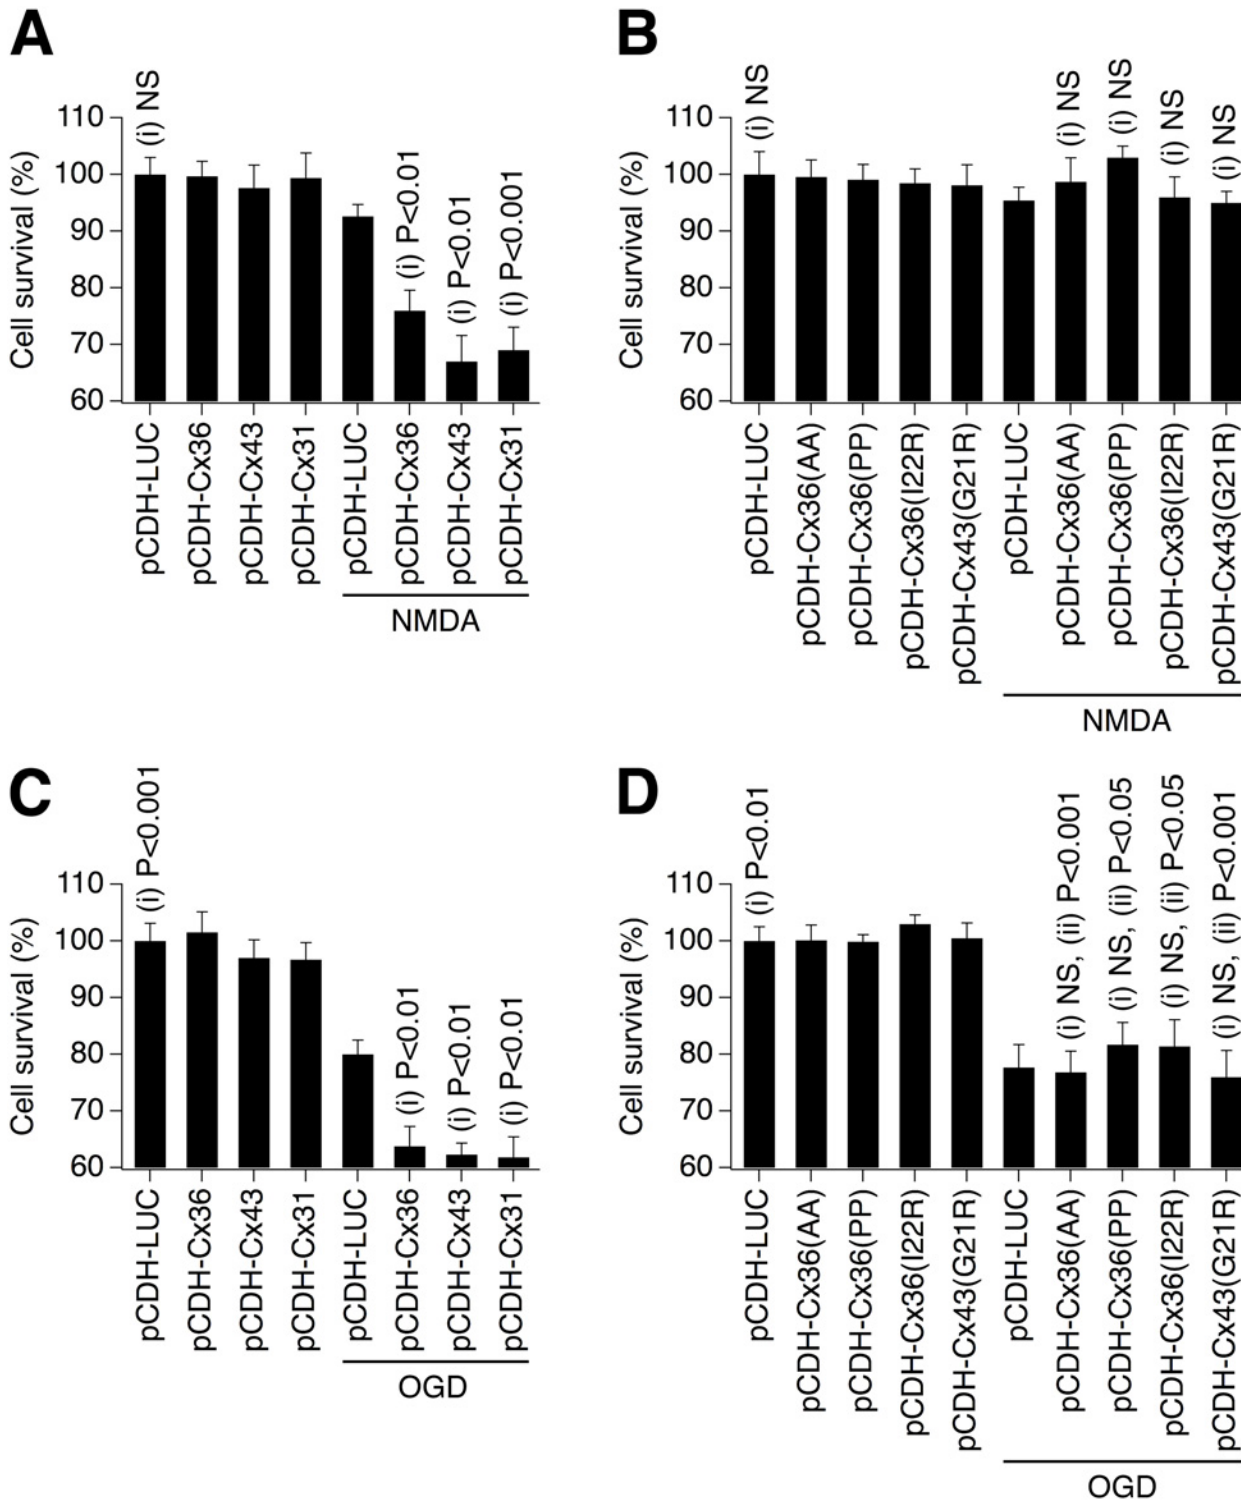 A
Cell survival (%)
110
100
90
80
70
60
(i) NS
(i) P<0.01
(i) P<0.01
(i) P<0.001
pCDH-LUC
pCDH-Cx36
pCDH-Cx43
pCDH-Cx31
pCDH-LUC
pCDH-Cx36
pCDH-Cx43
pCDH-Cx31
NMDA
B
Cell survival (%)
110
100
90
80
70
60
(i) NS
(i) NS
(i) NS
(i) NS
(i) NS
pCDH-LUC
pCDH-Cx36(AA)
pCDH-Cx36(PP)
pCDH-Cx36(I22R)
pCDH-Cx43(G21R)
pCDH-LUC
pCDH-Cx36(AA)
pCDH-Cx36(PP)
pCDH-Cx36(I22R)
pCDH-Cx43(G21R)
NMDA
C
Cell survival (%)
110
100
90
80
70
60
(i) P<0.001
(i) P<0.01
(i) P<0.01
(i) P<0.01
pCDH-LUC
pCDH-Cx36
pCDH-Cx43
pCDH-Cx31
pCDH-LUC
pCDH-Cx36
pCDH-Cx43
pCDH-Cx31
OGD
D
Cell survival (%)
110
100
90
80
70
60
(i) P<0.01
(i) NS, (ii) P<0.001
(i) NS, (ii) P<0.05
(i) NS, (ii) P<0.05
(i) NS, (ii) P<0.001
pCDH-LUC
pCDH-Cx36(AA)
pCDH-Cx36(PP)
pCDH-Cx36(I22R)
pCDH-Cx43(G21R)
pCDH-LUC
pCDH-Cx36(AA)
pCDH-Cx36(PP)
pCDH-Cx36(I22R)
pCDH-Cx43(G21R)
OGD